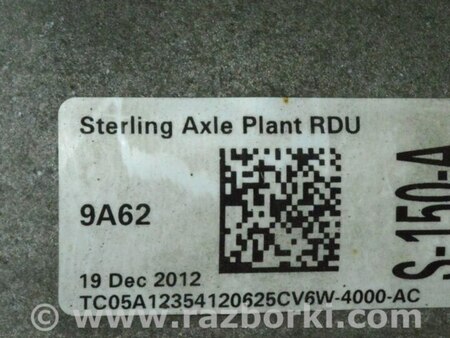 Sterling Axle Plant RDU
9A62
S-150-A
19 Dec 2012
TC05A12354120625CV6W-4000-AC
© www.razborki.com